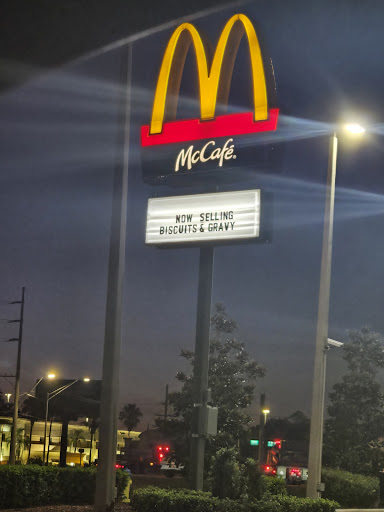 McCafé®
NOW SELLING
BISCUITS & GRAVY